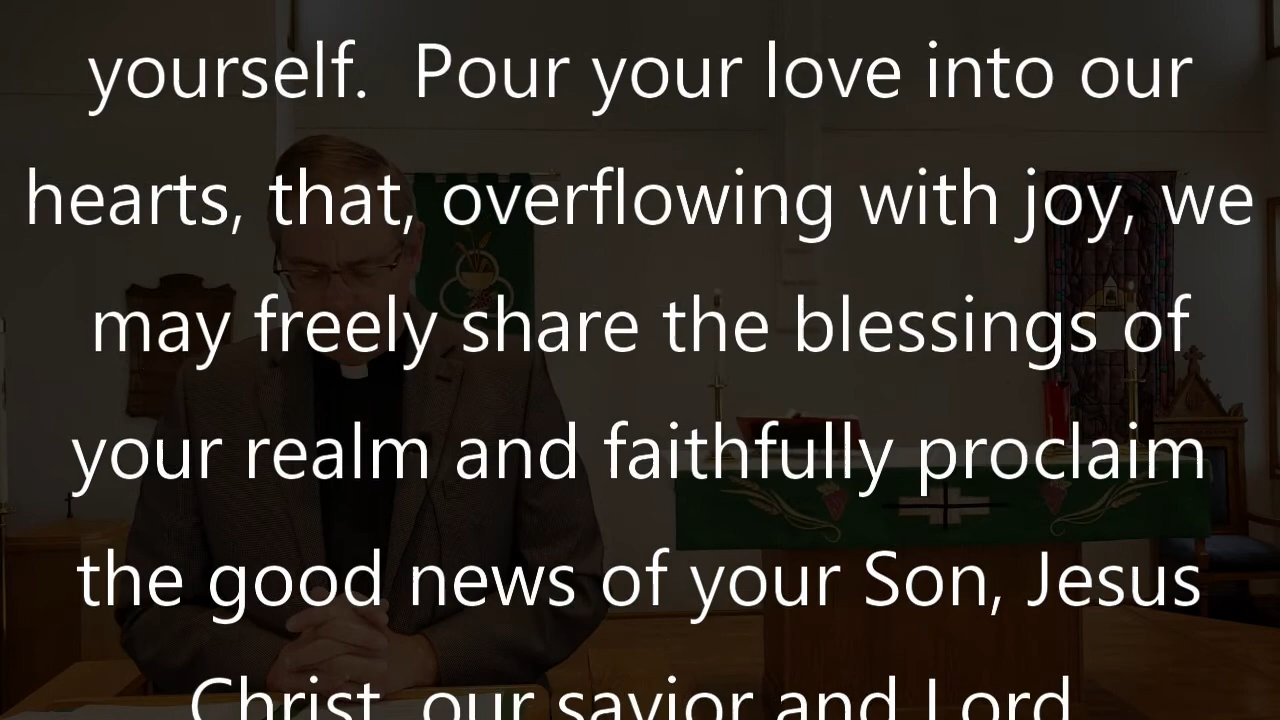 yourself.  Pour your love into our
hearts, that, overflowing with joy, we
may freely share the blessings of
your realm and faithfully proclaim
the good news of your Son, Jesus
Christ, our savior and Lord